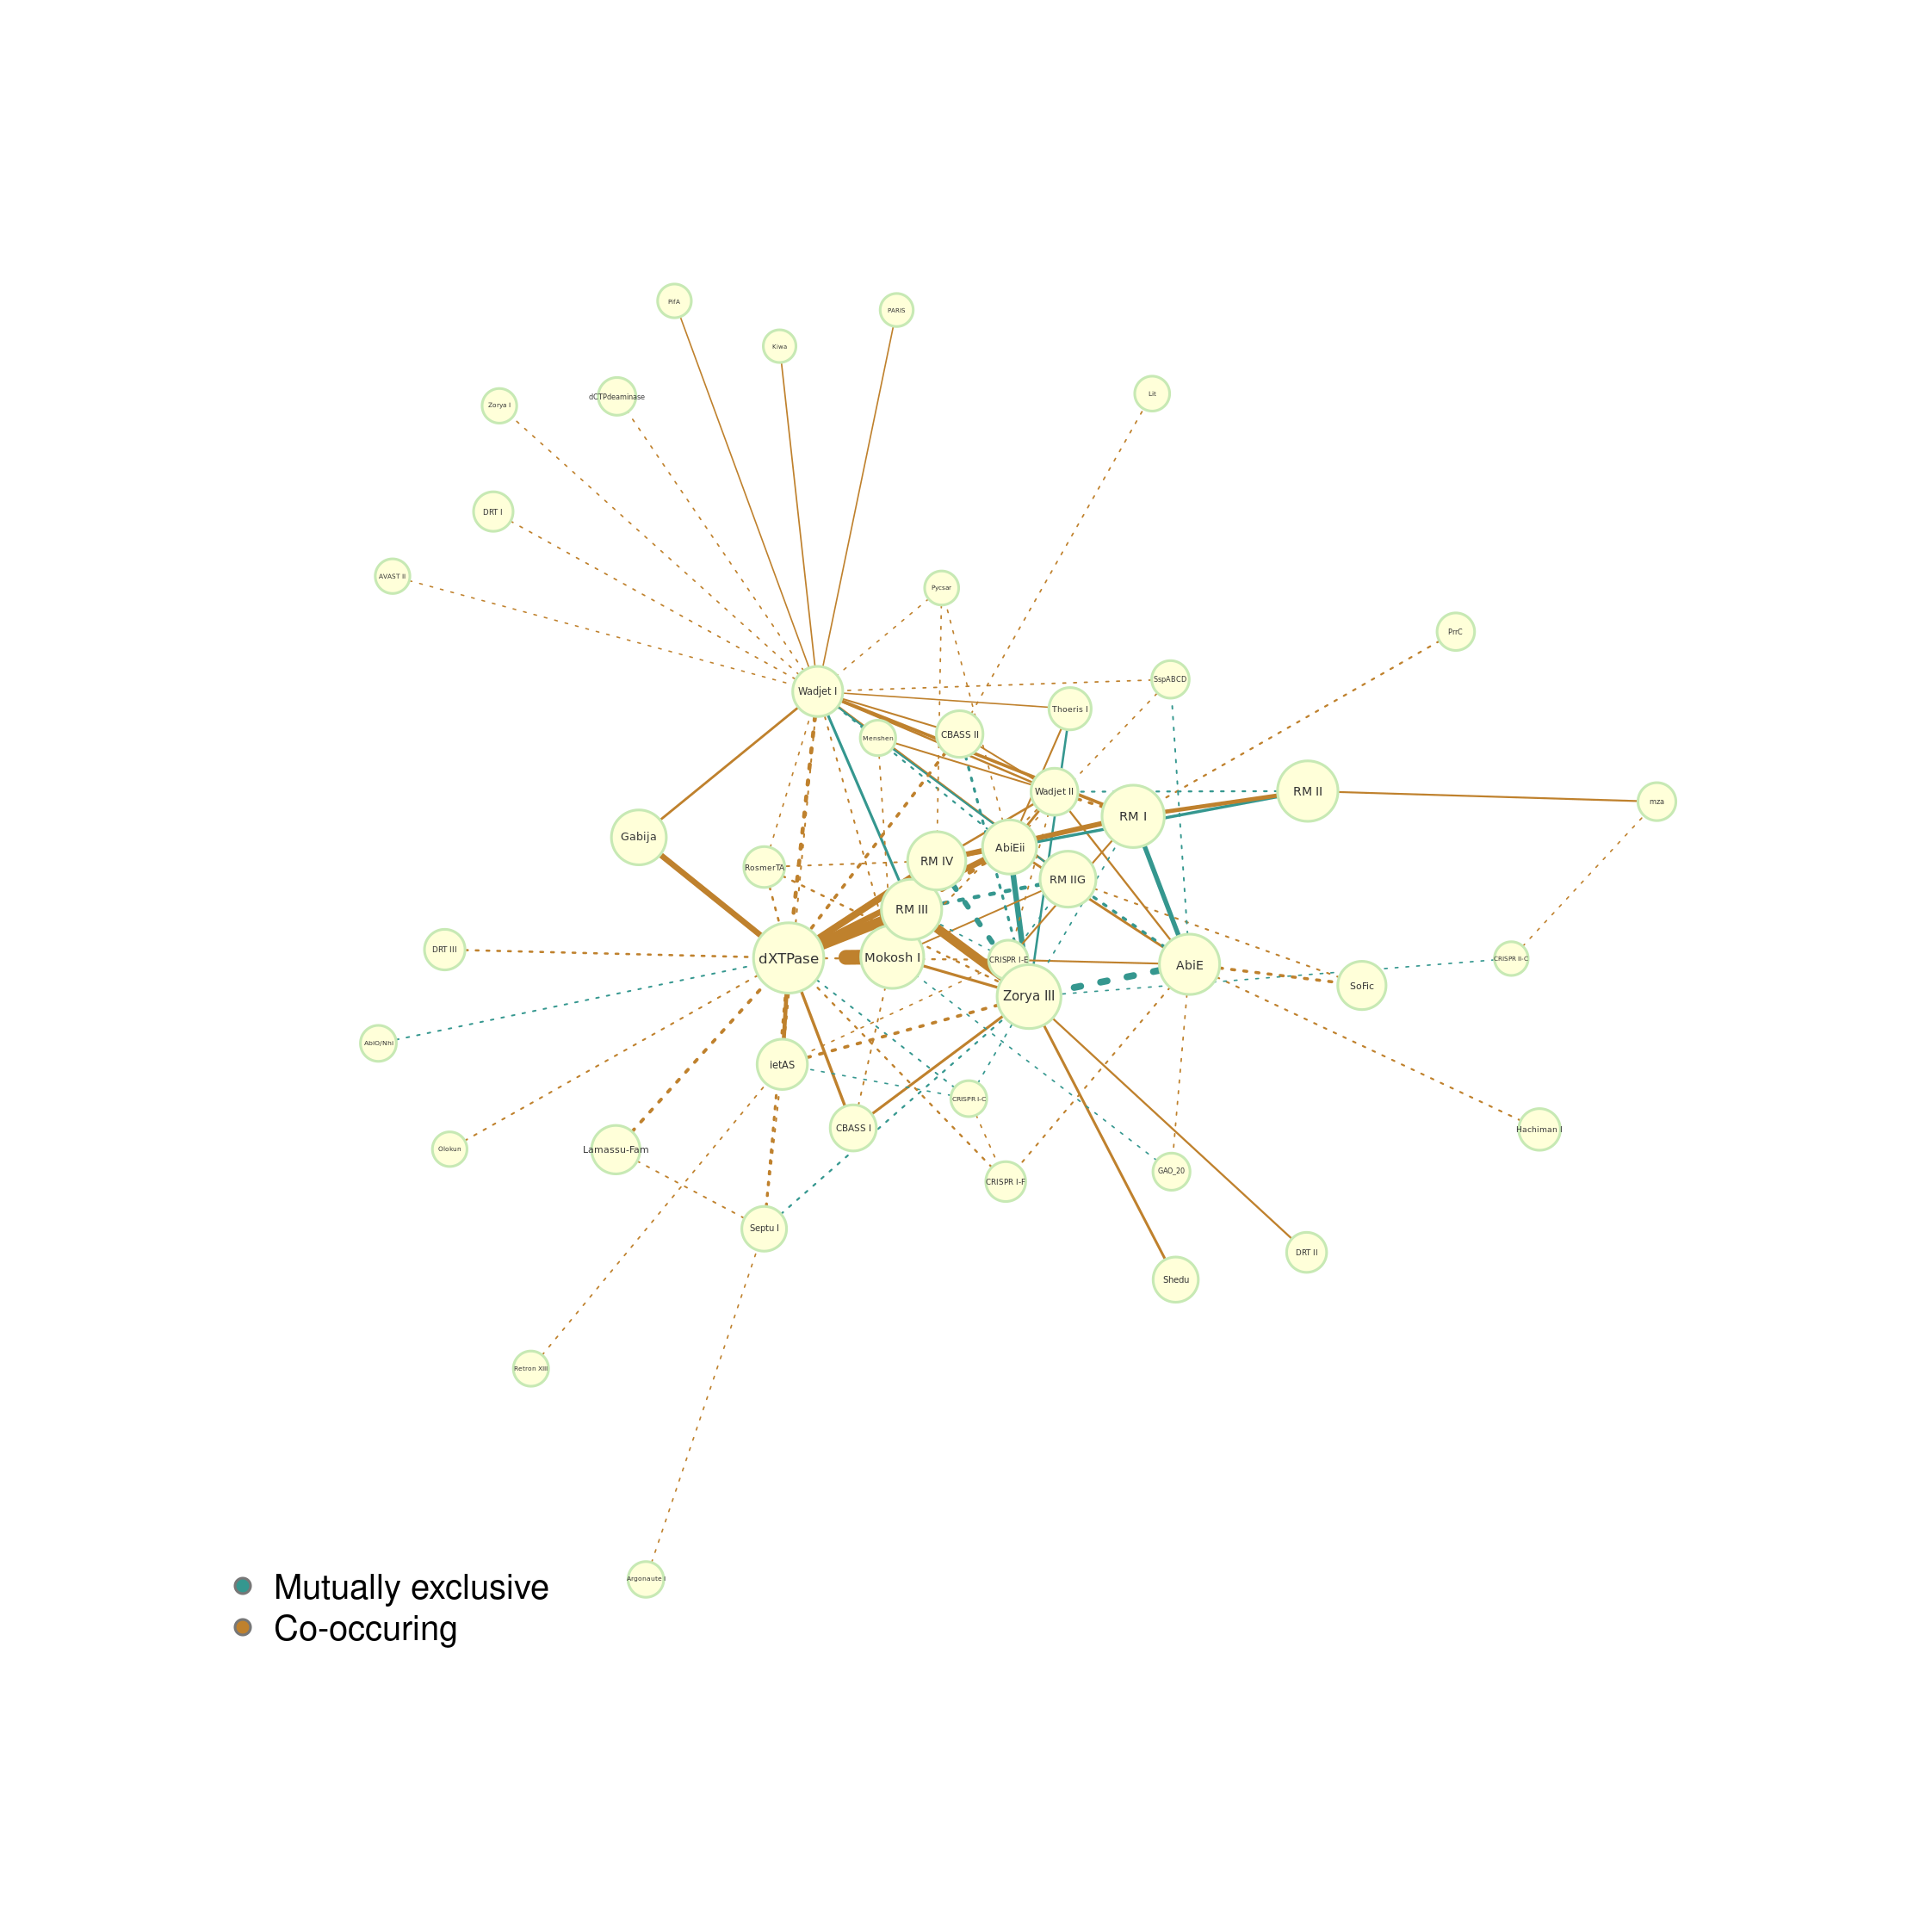 PifA
PARIS
Kiwa
Lit
dCTPdeaminase
Zorya I
DRT I
AVAST II
Pycsar
PrrC
SspABCD
Wadjet I
Thoeris I
CBASS II
Menshen
Wadjet II
RM II
mza
RM I
Gabija
AbiEii
RM IV
RosmerTA
RM IIG
RM III
DRT III
dXTPase
Mokosh I
CRISPR I-E
CRISPR II-C
AbiE
SoFic
Zorya III
AbiO/Nhi
ietAS
CRISPR I-C
CBASS I
Hachiman I
Olokun
Lamassu-Fam
GAO_20
CRISPR I-F
Septu I
DRT II
Shedu
Retron XIII
Argonaute I
Mutually exclusive
Co-occuring